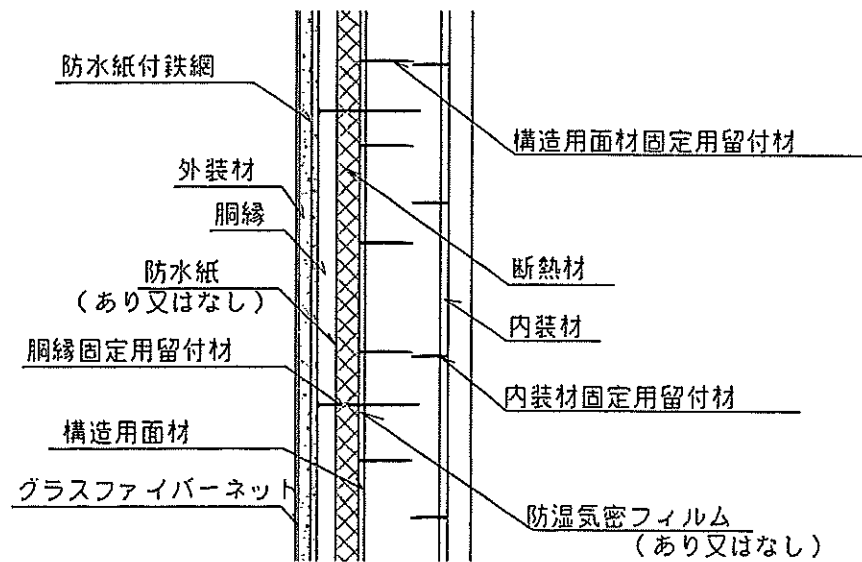 防水紙付鉄網
外装材
胴縁
防水紙
(あり又はなし)
胴縁固定用留付材
構造用面材
グラスファイバーネット
構造用面材固定用留付材
断熱材
内装材
内装材固定用留付材
防湿気密フィルム
(あり又はなし)